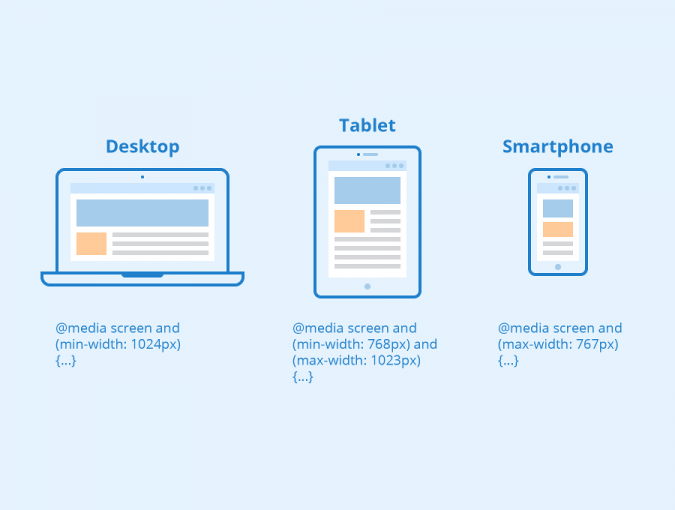 Desktop
@media screen and
(min-width: 1024px)
{...}
Tablet
@media screen and
(min-width: 768px) and
(max-width: 1023px)
{...}
Smartphone
@media screen and
(max-width: 767px)
{...}